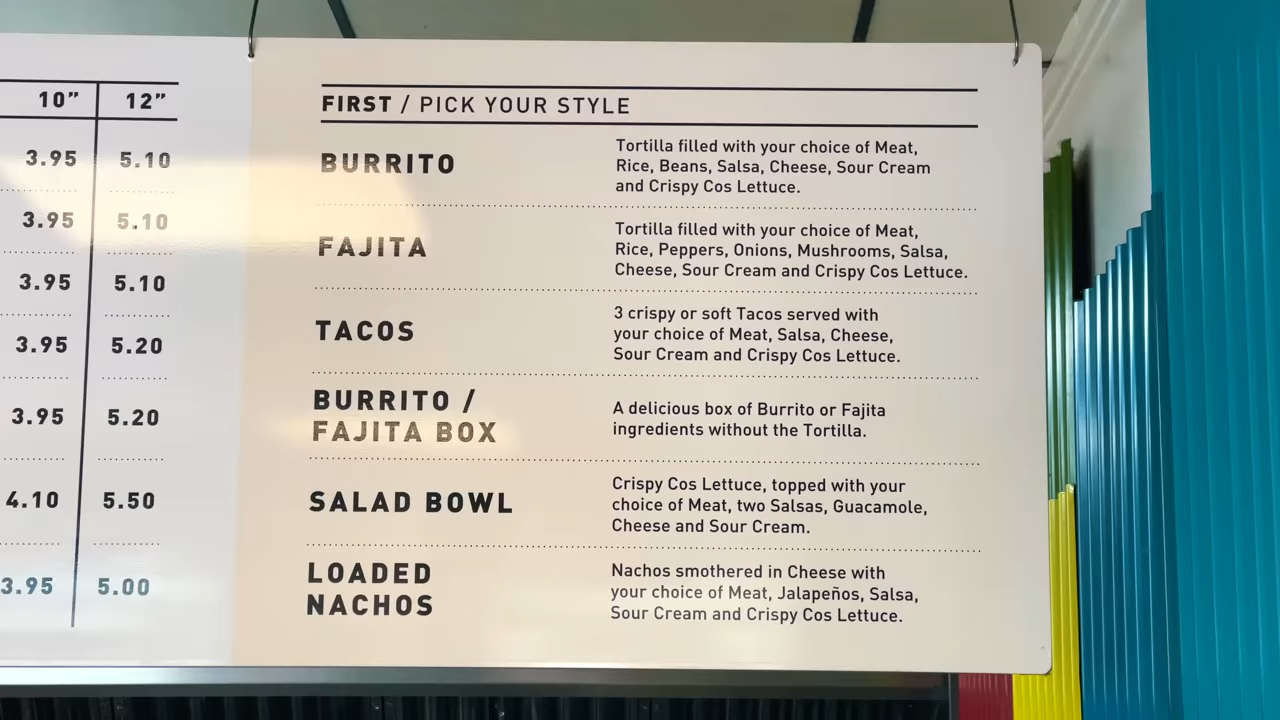 10” 12”
3.95 5.10
3.95 5.10
3.95 5.10
3.95 5.20
3.95 5.20
4.10 5.50
3.95 5.00
FIRST / PICK YOUR STYLE
BURRITO
Tortilla filled with your choice of Meat,
Rice, Beans, Salsa, Cheese, Sour Cream
and Crispy Cos Lettuce.
FAJITA
Tortilla filled with your choice of Meat,
Rice, Peppers, Onions, Mushrooms, Salsa,
Cheese, Sour Cream and Crispy Cos Lettuce.
TACOS
3 crispy or soft Tacos served with
your choice of Meat, Salsa, Cheese,
Sour Cream and Crispy Cos Lettuce.
BURRITO /
FAJITA BOX
A delicious box of Burrito or Fajita
ingredients without the Tortilla.
SALAD BOWL
Crispy Cos Lettuce, topped with your
choice of Meat, two Salsas, Guacamole,
Cheese and Sour Cream.
LOADED
NACHOS
Nachos smothered in Cheese with
your choice of Meat, Jalapeños, Salsa,
Sour Cream and Crispy Cos Lettuce.